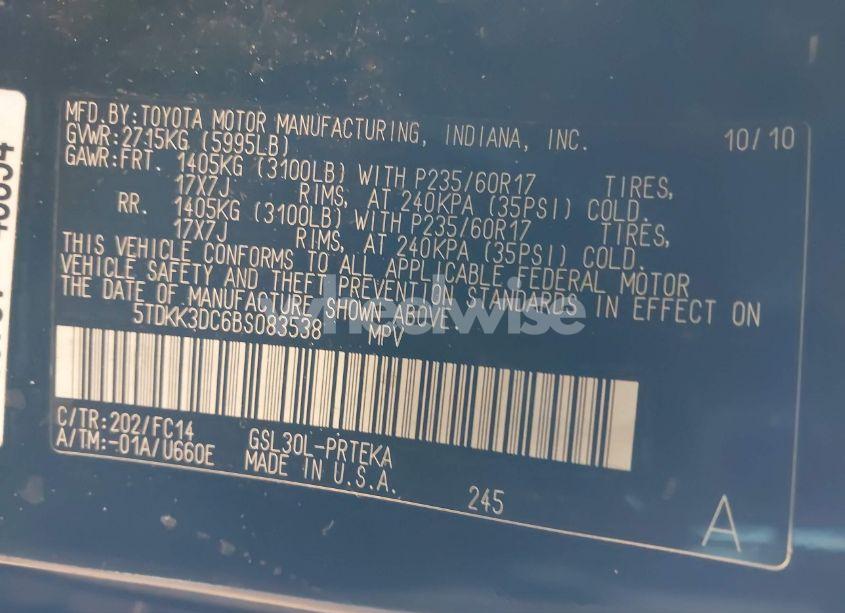 MFD.BY:TOYOTA MOTOR MANUFACTURING, INDIANA, INC. 10/10
GVWR:2715KG (5995LB)
GAWR:FRT. 1405KG (3100LB) WITH P235/60R17 TIRES,
17X7J RIMS, AT 240KPA (35PSI) COLD.
RR. 1405KG (3100LB) WITH P235/60R17 TIRES,
17X7J RIMS, AT 240KPA (35PSI) COLD.
THIS VEHICLE CONFORMS TO ALL APPLICABLE FEDERAL MOTOR
VEHICLE SAFETY AND THEFT PREVENTION STANDARDS IN EFFECT ON
THE DATE OF MANUFACTURE SHOWN ABOVE.
5TDKK3DC6BS083538 MPV
C/TR:202/FC14 GSL30L-PRTEKA
A/TM:-01A/U660E MADE IN U.S.A. 245
A
wheelwise